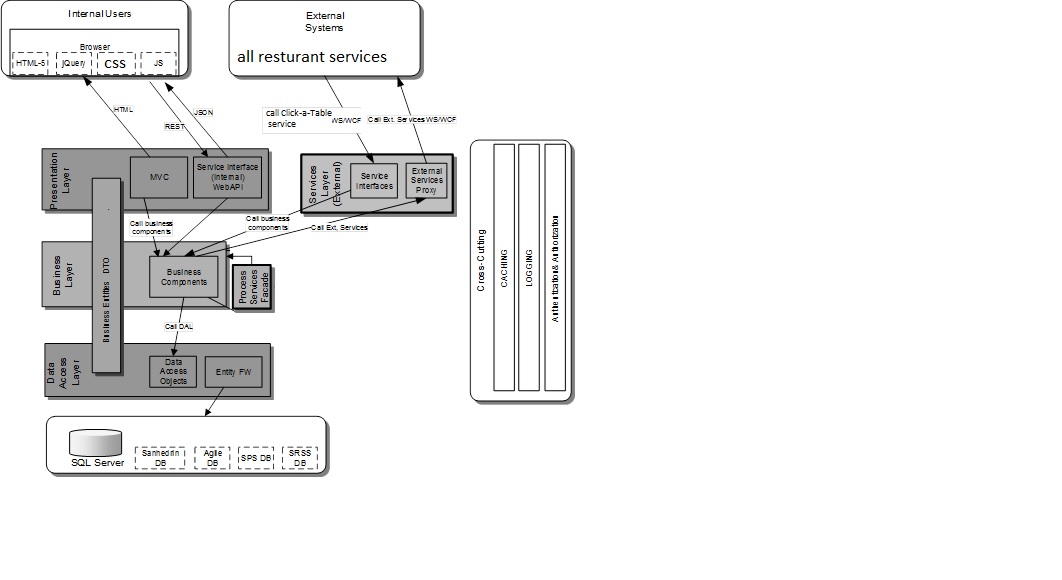 Internal Users
Browser
HTML-5
jQuery
CSS
JS
External
Systems
all resturant services
HTML
REST
JSON
call Click-a-Table
service
WS/WCF
Call Ext. Services WS/WCF
Presentation
Layer
MVC
Service Interface
(Internal)
WebAPI
Services
Layer
(External)
Service
Interfaces
External
Services
Proxy
Call business
components
Call business
components
Call Ext. Services
Business
Layer
Business Entities DTO
Business
Components
Process
Services
Facade
Call DAL
Data
Access
Layer
Data
Access
Objects
Entity FW
SQL Server
Sanhedrin
DB
Agile
DB
SPS DB
SRSS
DB
Cross-Cutting
CACHING
LOGGING
Authentication & Authorization